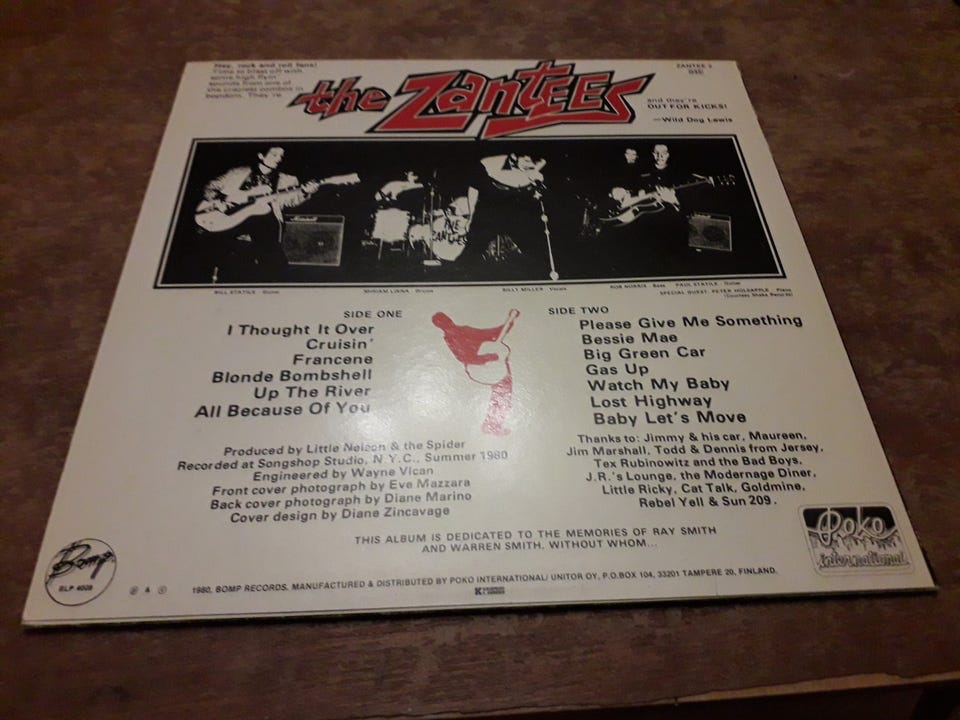 Hey, rock and roll fans!
Time to blast off with
some high flyin'
sounds from one of
the craziest combos in
bopdom. They're
the Zantees
ZANTEE 2
and they're
OUT FOR KICKS!
—Wild Dog Lewis
Marshall
THE
ZANTEES
BILL STATILE Guitar
MIRIAM LINNA Drums
BILLY MILLER Vocals
ROB NORRIS Bass
PAUL STATILE Guitar
SPECIAL GUEST: PETER HOLSAPPLE Piano
(Courtesy Shake Records)
SIDE ONE
I Thought It Over
Cruisin'
Francene
Blonde Bombshell
Up The River
All Because Of You
SIDE TWO
Please Give Me Something
Bessie Mae
Big Green Car
Gas Up
Watch My Baby
Lost Highway
Baby Let's Move
Produced by Little Nelson & the Spider
Recorded at Songshop Studio, N.Y.C., Summer 1980
Engineered by Wayne Vican
Front cover photograph by Eve Mazzara
Back cover photograph by Diane Marino
Cover design by Diane Zincavage
Thanks to: Jimmy & his car, Maureen,
Jim Marshall, Todd & Dennis from Jersey,
Tex Rubinowitz and the Bad Boys,
J.R.'s Lounge, the Modernage Diner,
Little Ricky, Cat Talk, Goldmine,
Rebel Yell & Sun 209.
THIS ALBUM IS DEDICATED TO THE MEMORIES OF RAY SMITH
AND WARREN SMITH, WITHOUT WHOM...
Bomp
BLP 4009
℗ & ©
1980, BOMP RECORDS. MANUFACTURED & DISTRIBUTED BY POKO INTERNATIONAL/ UNITOR OY, P.O.BOX 104, 33201 TAMPERE 20, FINLAND.
Poko
international